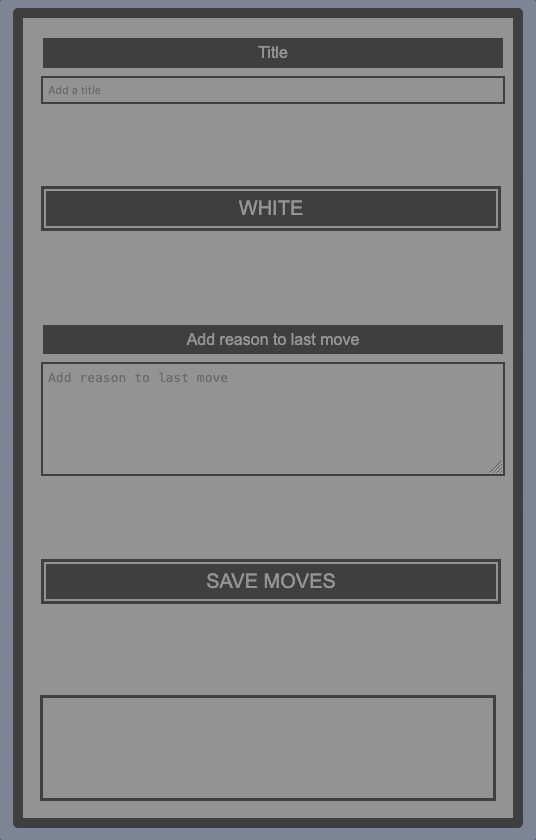 Title
Add a title
WHITE
Add reason to last move
Add reason to last move
SAVE MOVES